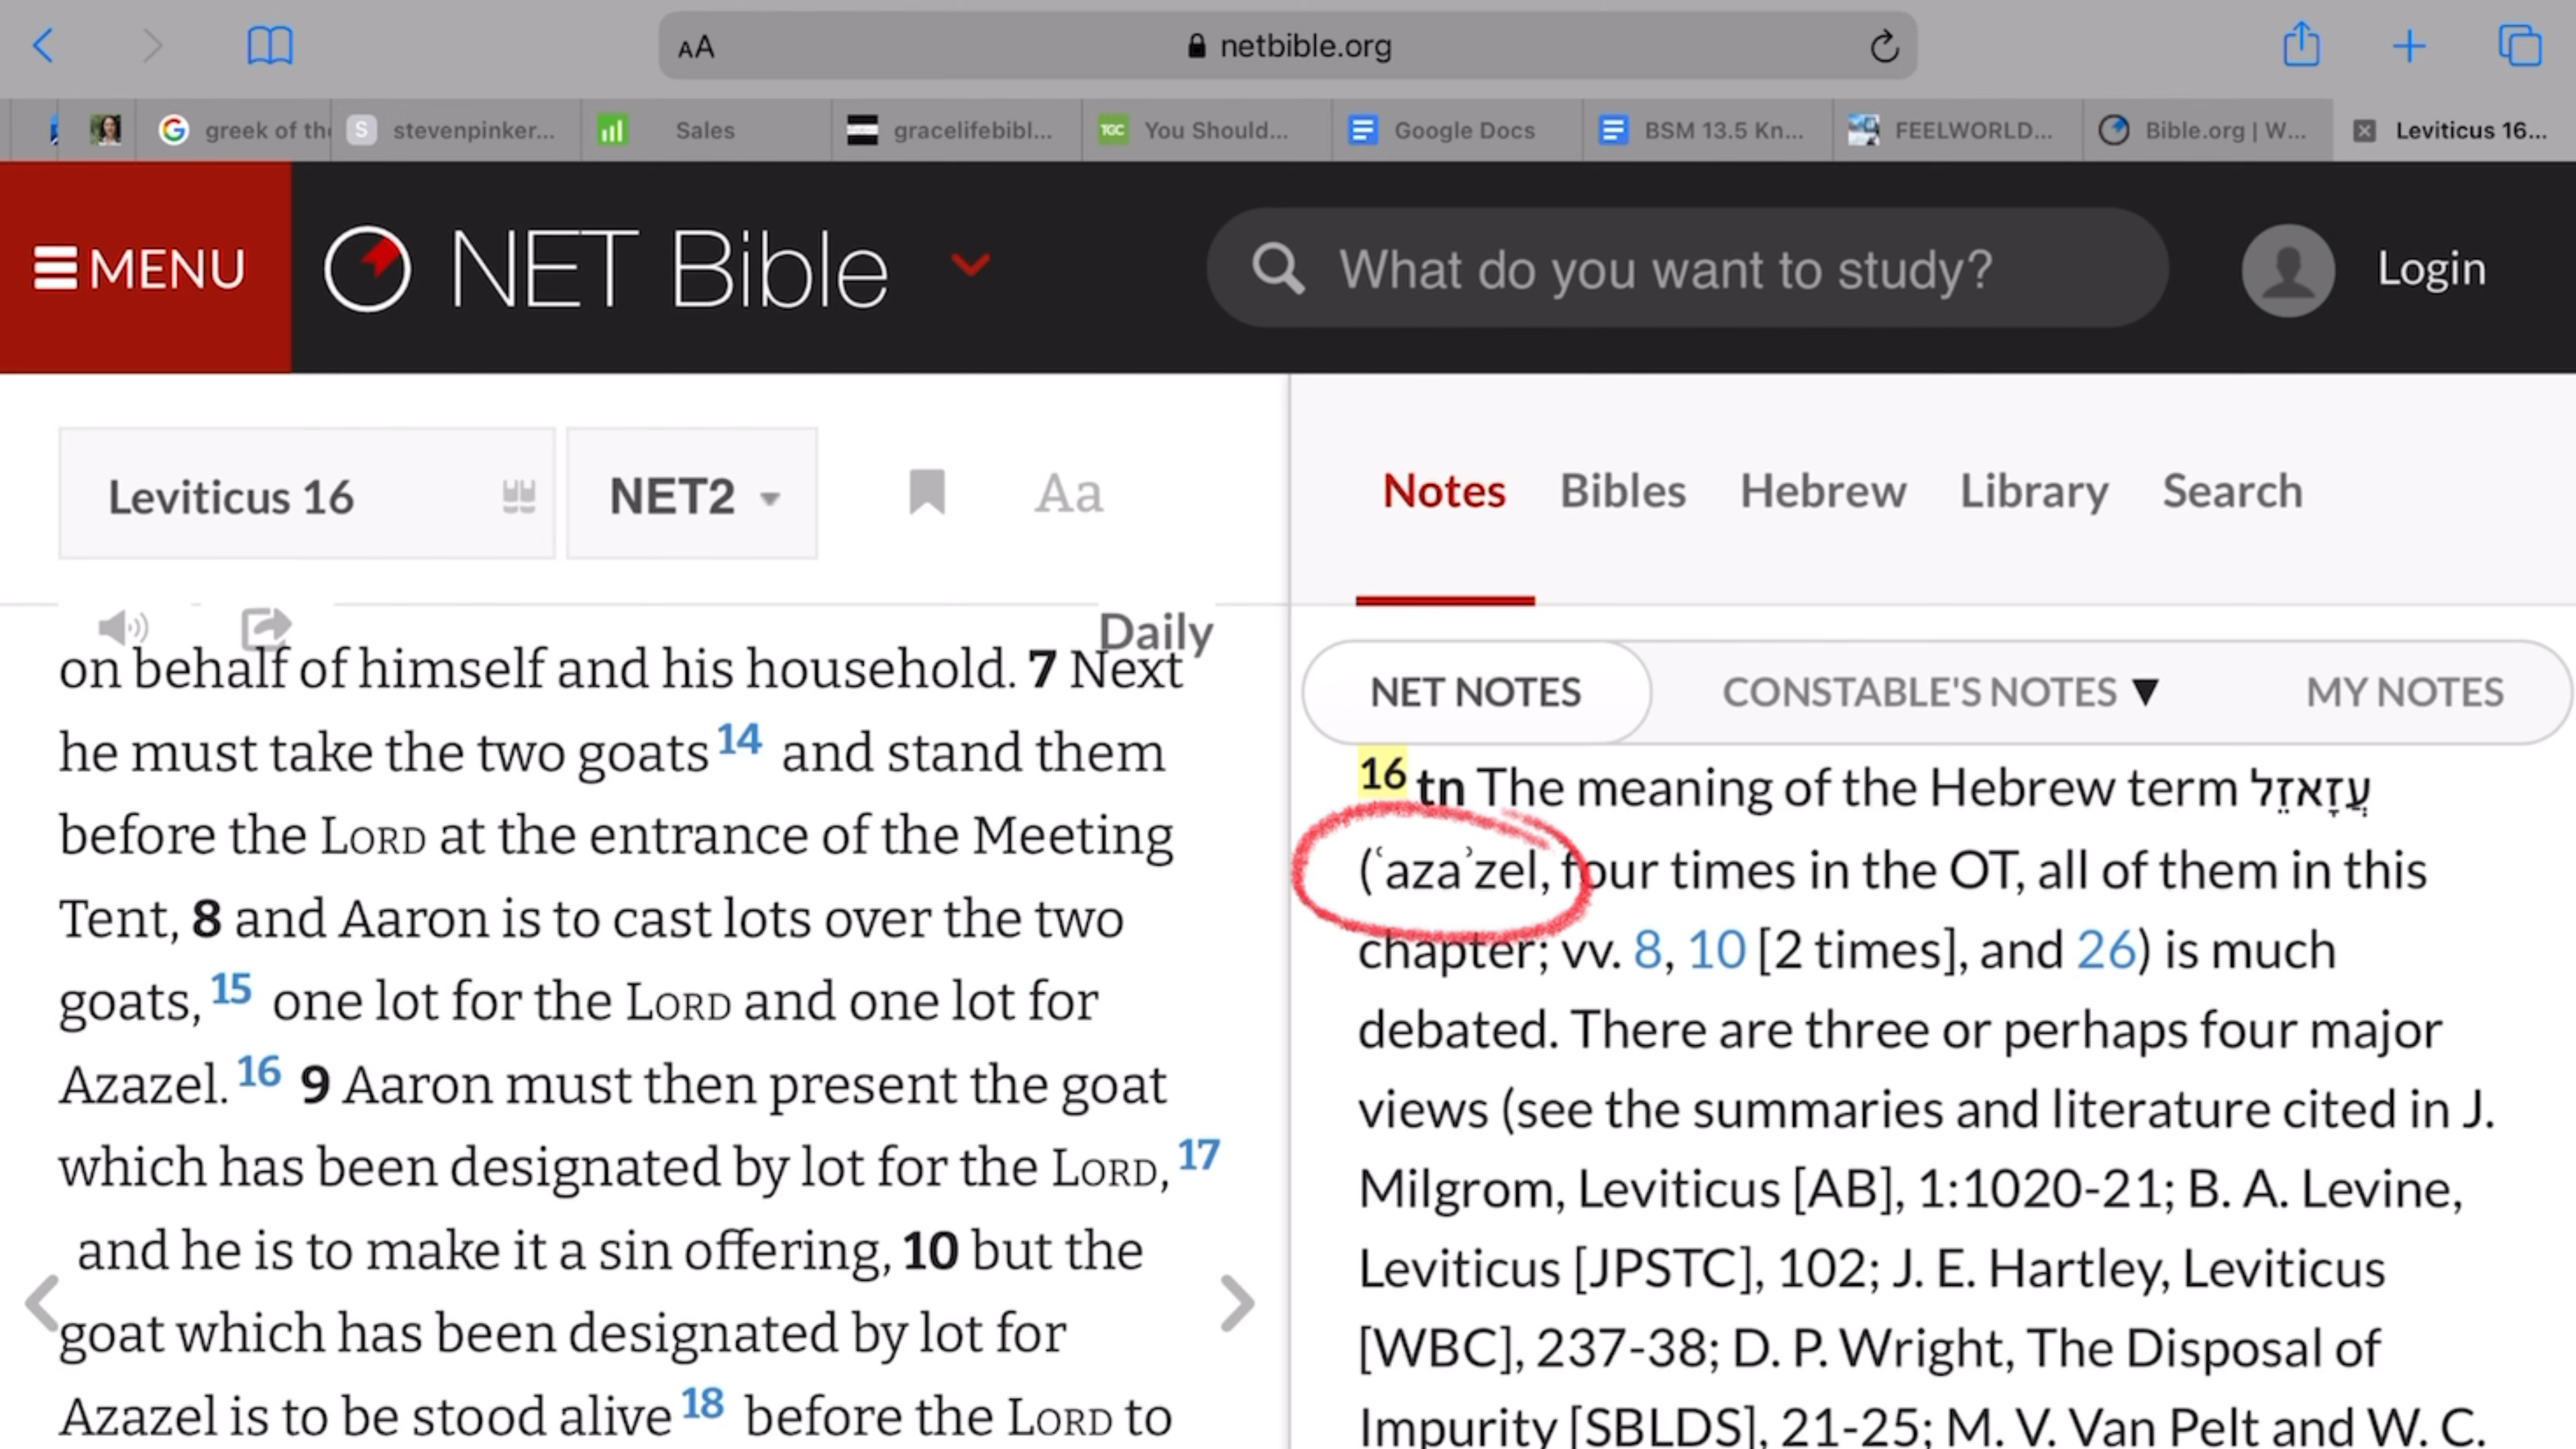 AA netbible.org
greek of the
S stevenpinker...
Sales
gracelifebibl...
TGC You Should...
Google Docs
BSM 13.5 Kn...
FEELWORLD...
Bible.org | W...
Leviticus 16...
MENU
NET Bible
What do you want to study?
Login
Leviticus 16
NET2
Aa
Daily
on behalf of himself and his household. 7 Next
he must take the two goats 14 and stand them
before the LORD at the entrance of the Meeting
Tent, 8 and Aaron is to cast lots over the two
goats, 15 one lot for the LORD and one lot for
Azazel. 16 9 Aaron must then present the goat
which has been designated by lot for the LORD, 17
and he is to make it a sin offering, 10 but the
goat which has been designated by lot for
Azazel is to be stood alive 18 before the LORD to
Notes Bibles Hebrew Library Search
NET NOTES CONSTABLE'S NOTES ▼ MY NOTES
16 tn The meaning of the Hebrew term עֲזָאזֵל
(ʿazaʾzel, four times in the OT, all of them in this
chapter; vv. 8, 10 [2 times], and 26) is much
debated. There are three or perhaps four major
views (see the summaries and literature cited in J.
Milgrom, Leviticus [AB], 1:1020-21; B. A. Levine,
Leviticus [JPSTC], 102; J. E. Hartley, Leviticus
[WBC], 237-38; D. P. Wright, The Disposal of
Impurity [SBLDS], 21-25; M. V. Van Pelt and W. C.